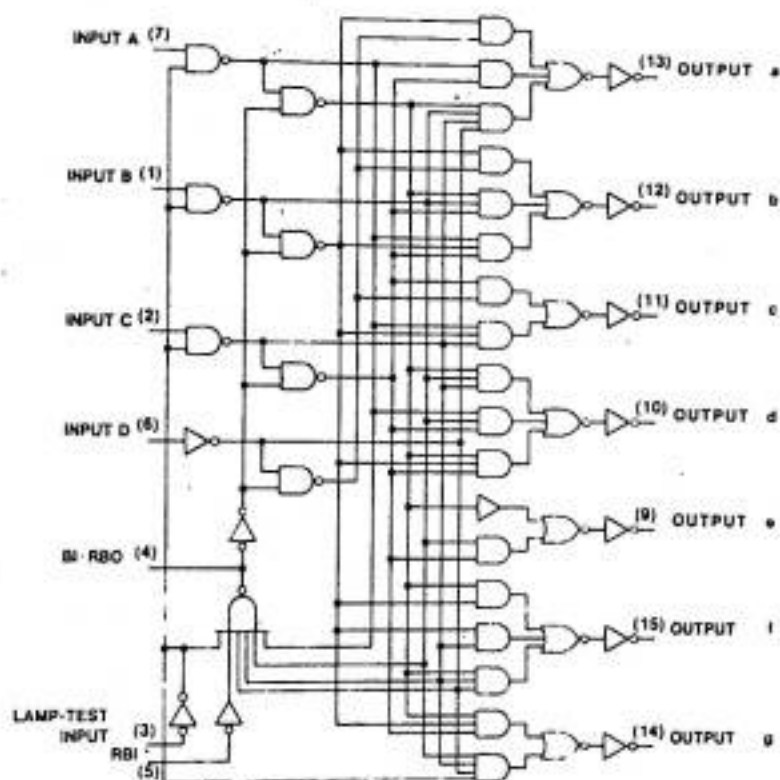 INPUT A (7)
(13) OUTPUT a
INPUT B (1)
(12) OUTPUT b
INPUT C (2)
(11) OUTPUT c
INPUT D (6)
(10) OUTPUT d
(9) OUTPUT e
BI·RBO (4)
(15) OUTPUT f
LAMP-TEST
INPUT
(3)
RBI
(5)
(14) OUTPUT g